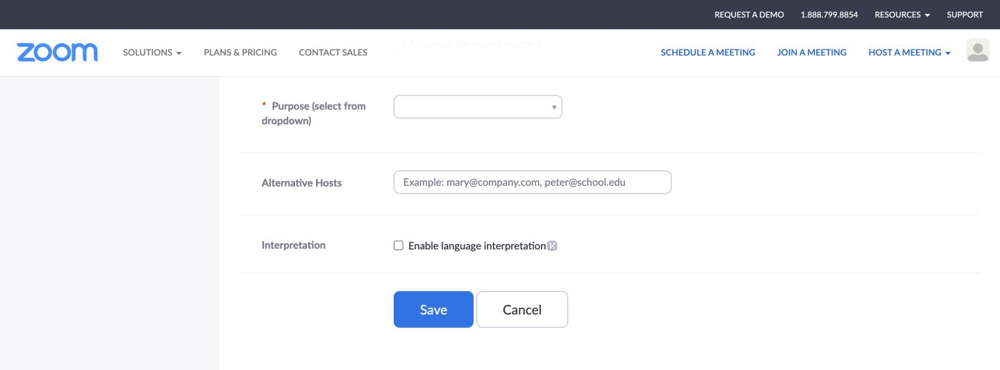 REQUEST A DEMO 1.888.799.8854 RESOURCES SUPPORT
zoom SOLUTIONS PLANS & PRICING CONTACT SALES SCHEDULE A MEETING JOIN A MEETING HOST A MEETING
Automatically record meeting
* Purpose (select from
dropdown)
Alternative Hosts Example: mary@company.com, peter@school.edu
Interpretation Enable language interpretation
Save Cancel